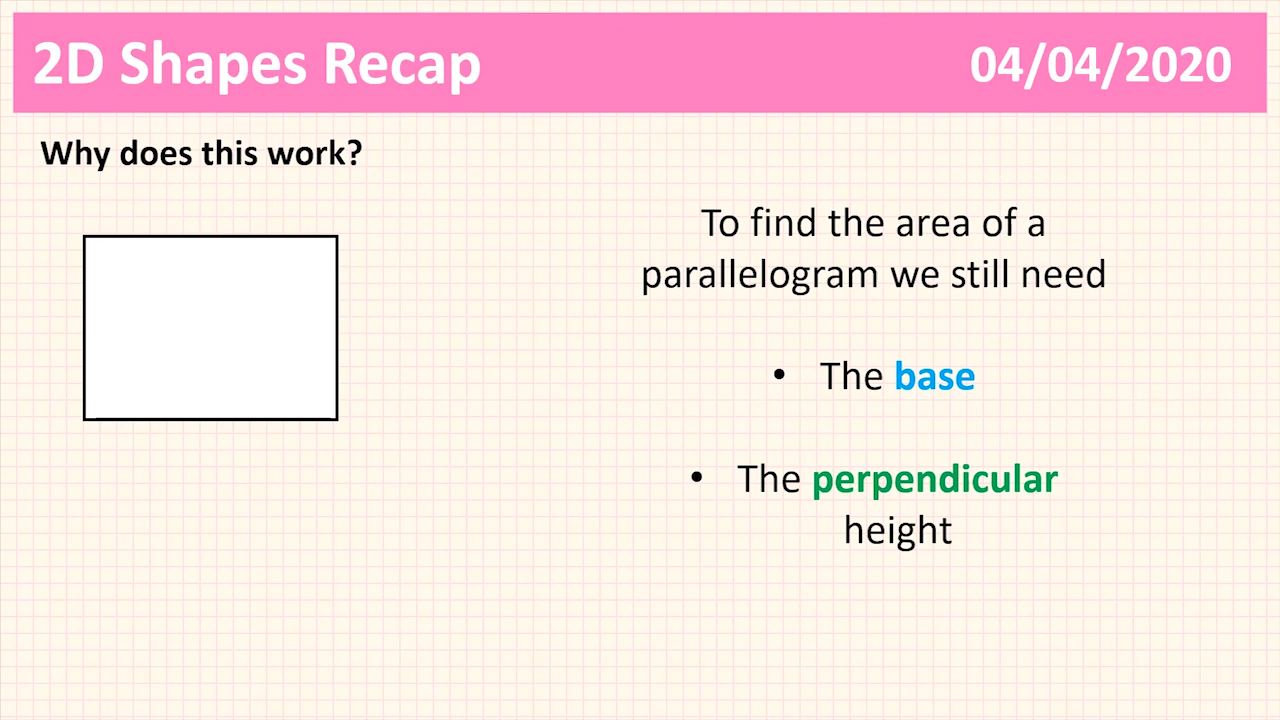 2D Shapes Recap
04/04/2020
Why does this work?
To find the area of a
parallelogram we still need
• The base
• The perpendicular
height